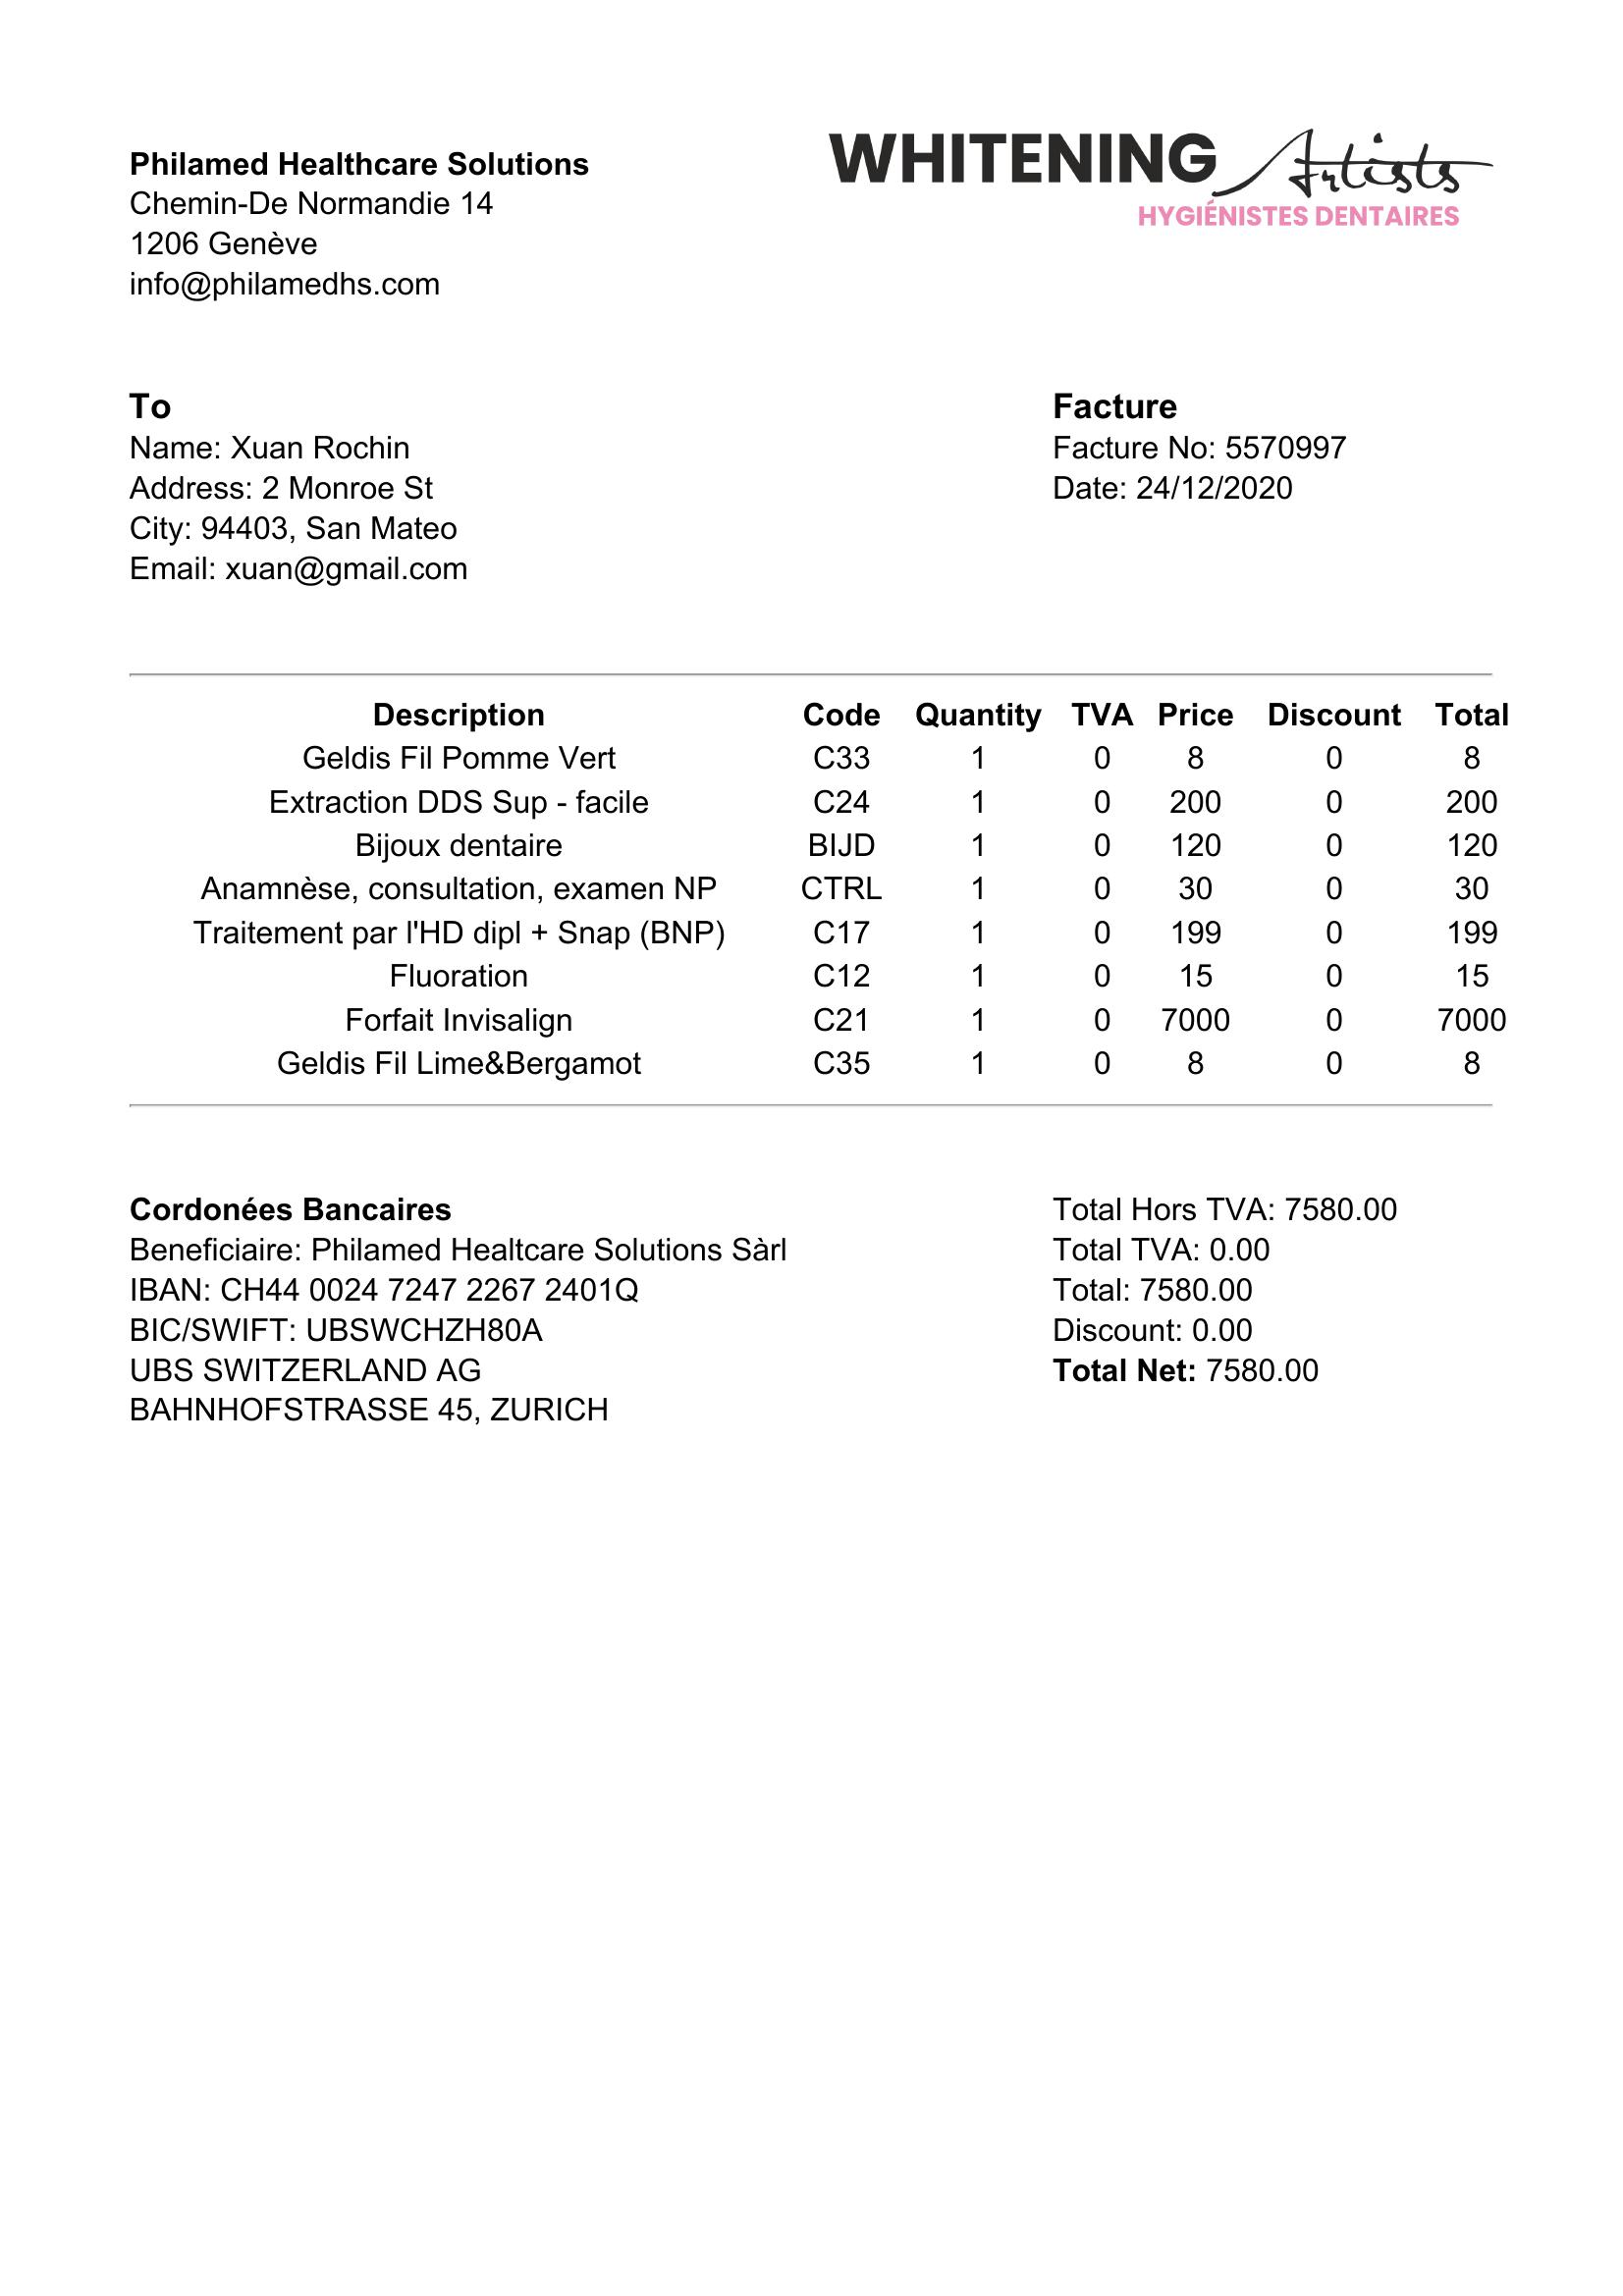 WHITENING Artists
HYGIÉNISTES DENTAIRES
Philamed Healthcare Solutions
Chemin-De Normandie 14
1206 Genève
info@philamedhs.com
To
Name: Xuan Rochin
Address: 2 Monroe St
City: 94403, San Mateo
Email: xuan@gmail.com
Facture
Facture No: 5570997
Date: 24/12/2020
Description Code Quantity TVA Price Discount Total
Geldis Fil Pomme Vert C33 1 0 8 0 8
Extraction DDS Sup - facile C24 1 0 200 0 200
Bijoux dentaire BIJD 1 0 120 0 120
Anamnèse, consultation, examen NP CTRL 1 0 30 0 30
Traitement par l'HD dipl + Snap (BNP) C17 1 0 199 0 199
Fluoration C12 1 0 15 0 15
Forfait Invisalign C21 1 0 7000 0 7000
Geldis Fil Lime&Bergamot C35 1 0 8 0 8
Cordonées Bancaires
Beneficiaire: Philamed Healtcare Solutions Sàrl
IBAN: CH44 0024 7247 2267 2401Q
BIC/SWIFT: UBSWCHZH80A
UBS SWITZERLAND AG
BAHNHOFSTRASSE 45, ZURICH
Total Hors TVA: 7580.00
Total TVA: 0.00
Total: 7580.00
Discount: 0.00
Total Net: 7580.00